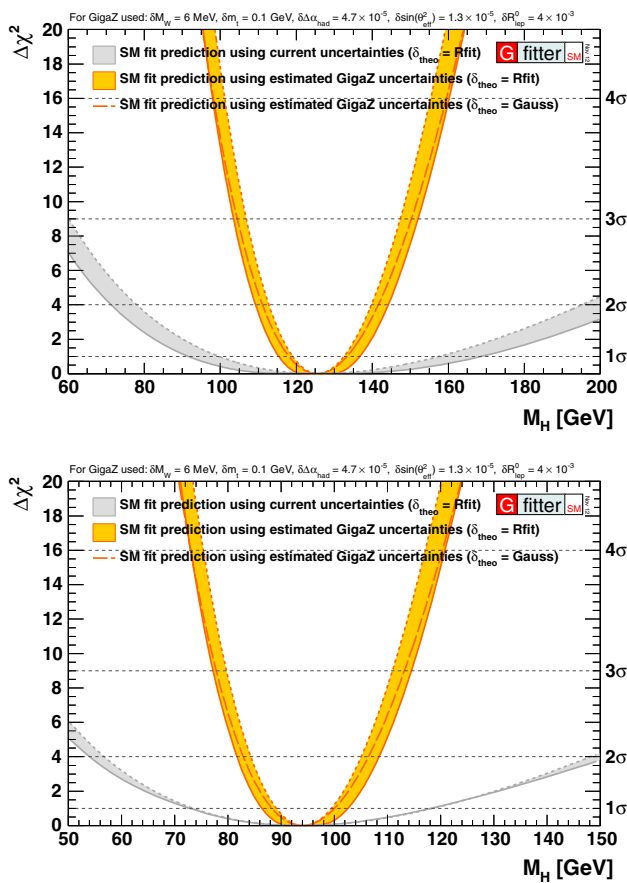 For GigaZ used: δM_W = 6 MeV, δm_t = 0.1 GeV, δΔα_had = 4.7 × 10⁻⁵, δsin(θ²_eff) = 1.3 × 10⁻⁵, δR⁰_lep = 4 × 10⁻³
Δχ²
20
18
16
14
12
10
8
6
4
2
0
SM fit prediction using current uncertainties (δ_theo = Rfit)
SM fit prediction using estimated GigaZ uncertainties (δ_theo = Rfit)
SM fit prediction using estimated GigaZ uncertainties (δ_theo = Gauss)
G fitter SM
Nov 12
4σ
3σ
2σ
1σ
60 80 100 120 140 160 180 200
M_H [GeV]
For GigaZ used: δM_W = 6 MeV, δm_t = 0.1 GeV, δΔα_had = 4.7 × 10⁻⁵, δsin(θ²_eff) = 1.3 × 10⁻⁵, δR⁰_lep = 4 × 10⁻³
Δχ²
20
18
16
14
12
10
8
6
4
2
0
SM fit prediction using current uncertainties (δ_theo = Rfit)
SM fit prediction using estimated GigaZ uncertainties (δ_theo = Rfit)
SM fit prediction using estimated GigaZ uncertainties (δ_theo = Gauss)
G fitter SM
Nov 12
4σ
3σ
2σ
1σ
50 60 70 80 90 100 110 120 130 140 150
M_H [GeV]